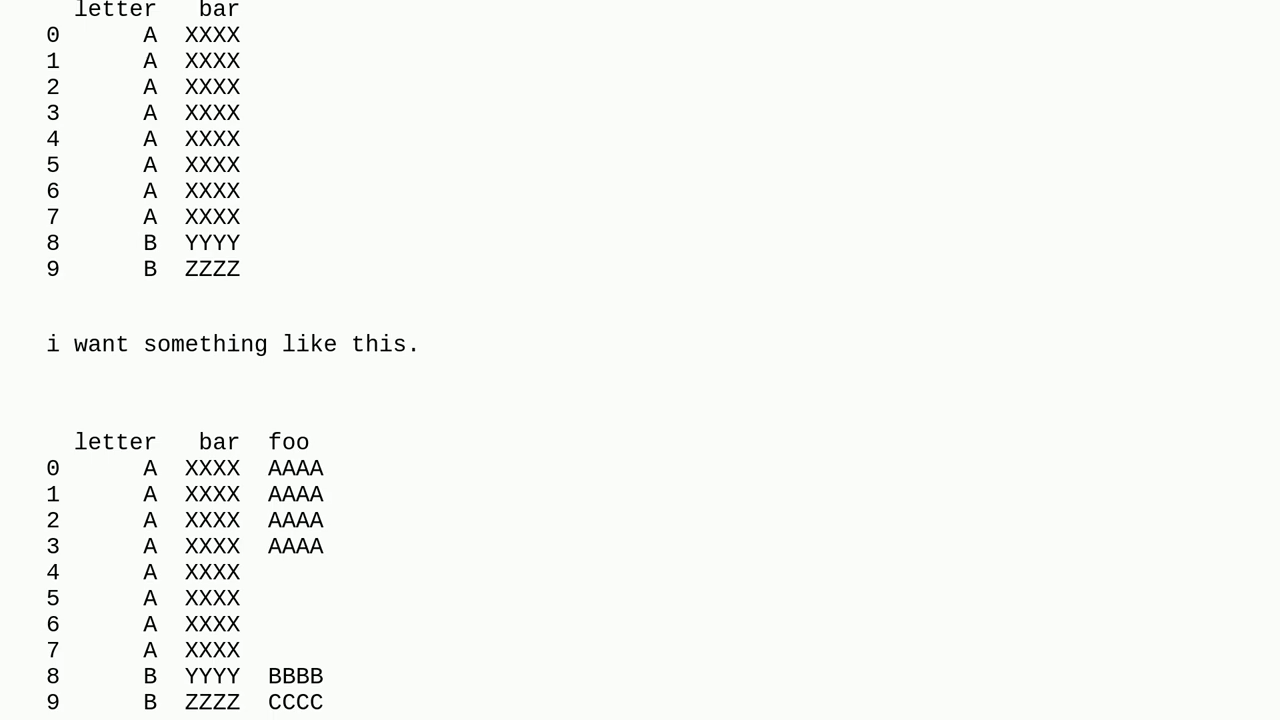 letter   bar
0      A  XXXX
1      A  XXXX
2      A  XXXX
3      A  XXXX
4      A  XXXX
5      A  XXXX
6      A  XXXX
7      A  XXXX
8      B  YYYY
9      B  ZZZZ
i want something like this.
  letter   bar  foo
0      A  XXXX  AAAA
1      A  XXXX  AAAA
2      A  XXXX  AAAA
3      A  XXXX  AAAA
4      A  XXXX
5      A  XXXX
6      A  XXXX
7      A  XXXX
8      B  YYYY  BBBB
9      B  ZZZZ  CCCC